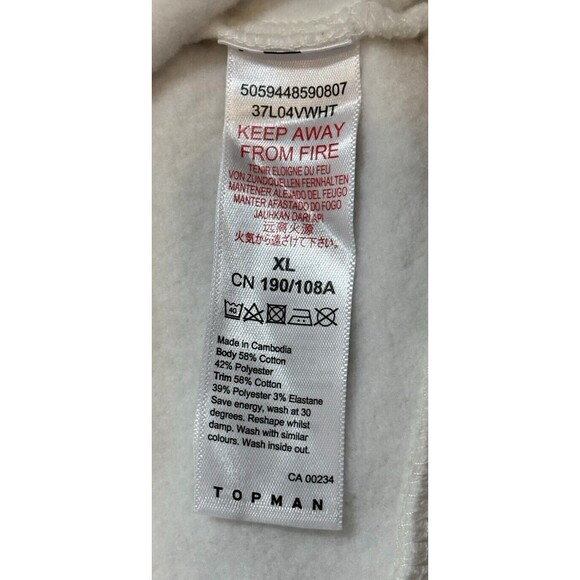 5059448590807
37L04VWHT
KEEP AWAY
FROM FIRE
TENIR ELOIGNE DU FEU
VON ZUNDQUELLEN FERNHALTEN
MANTENER ALEJADO DEL FEUGO
MANTER AFASTADO DO FOGO
JAUHKAN DARI API
远离火源
火気から遠ざけて下さい。
XL
CN 190/108A
40
Made in Cambodia
Body 58% Cotton
42% Polyester
Trim 58% Cotton
39% Polyester 3% Elastane
Save energy, wash at 30
degrees. Reshape whilst
damp. Wash with similar
colours. Wash inside out.
CA 00234
TOPMAN